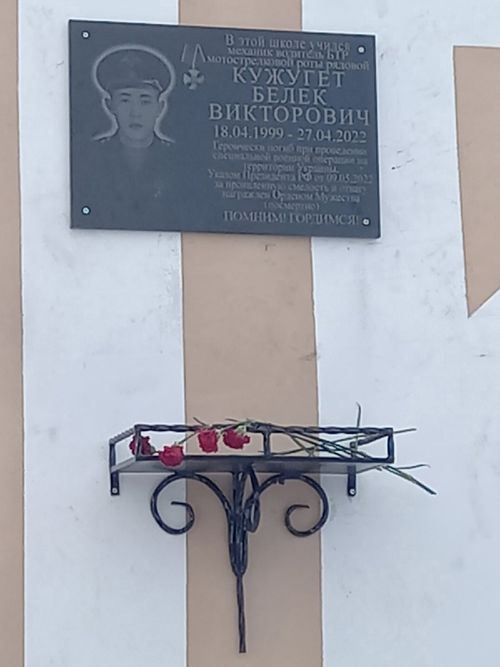 В этой школе учился
механик водитель БТР
мотострелковой роты рядовой
КУЖУГЕТ
БЕЛЕК
ВИКТОРОВИЧ
18.04.1999 - 27.04.2022
Героически погиб при проведении
специальной военной операции на
территории Украины.
Указом Президента РФ от 09.05.2022
за проявленную смелость и отвагу
награжден Орденом Мужества
(посмертно)
ПОМНИМ! ГОРДИМСЯ!